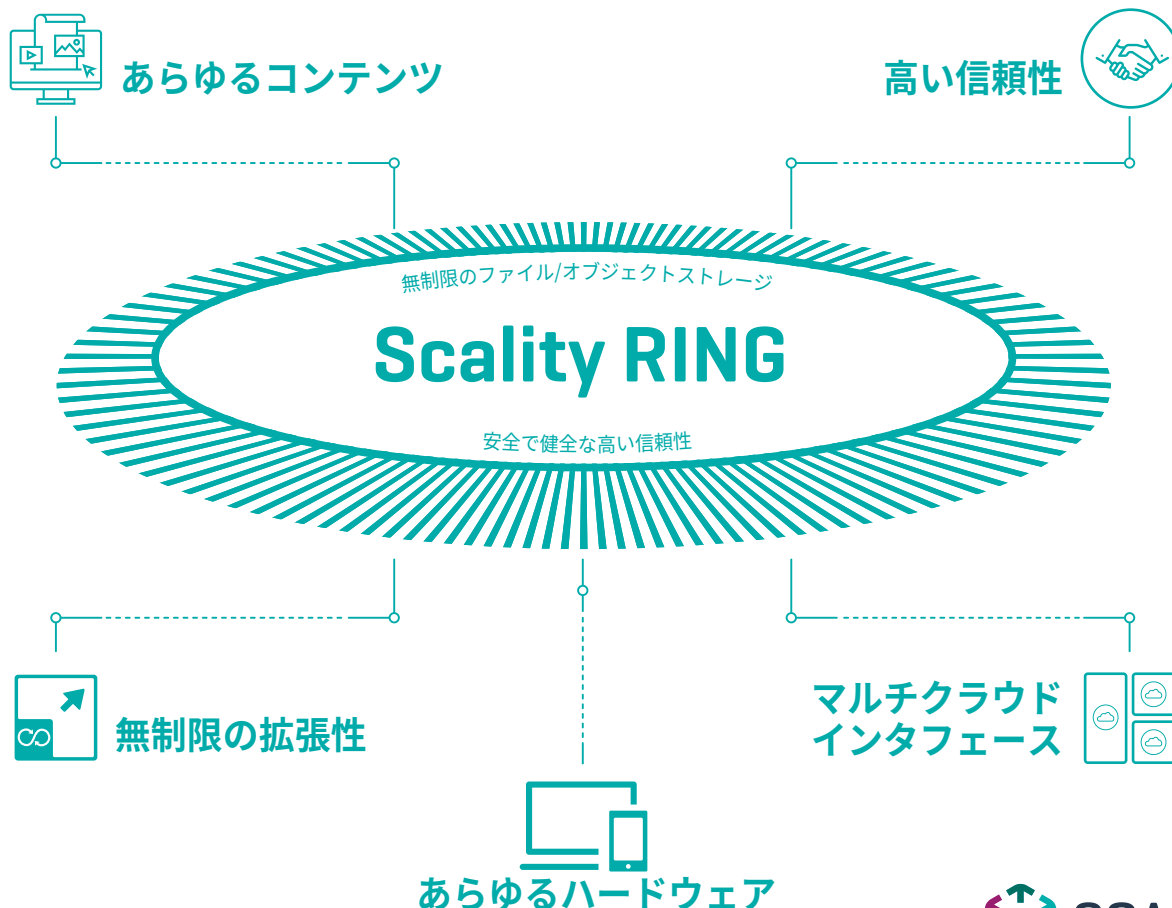 あらゆるコンテンツ
高い信頼性
無制限のファイル/オブジェクトストレージ
Scality RING
安全で健全な高い信頼性
無制限の拡張性
マルチクラウド
インタフェース
あらゆるハードウェア